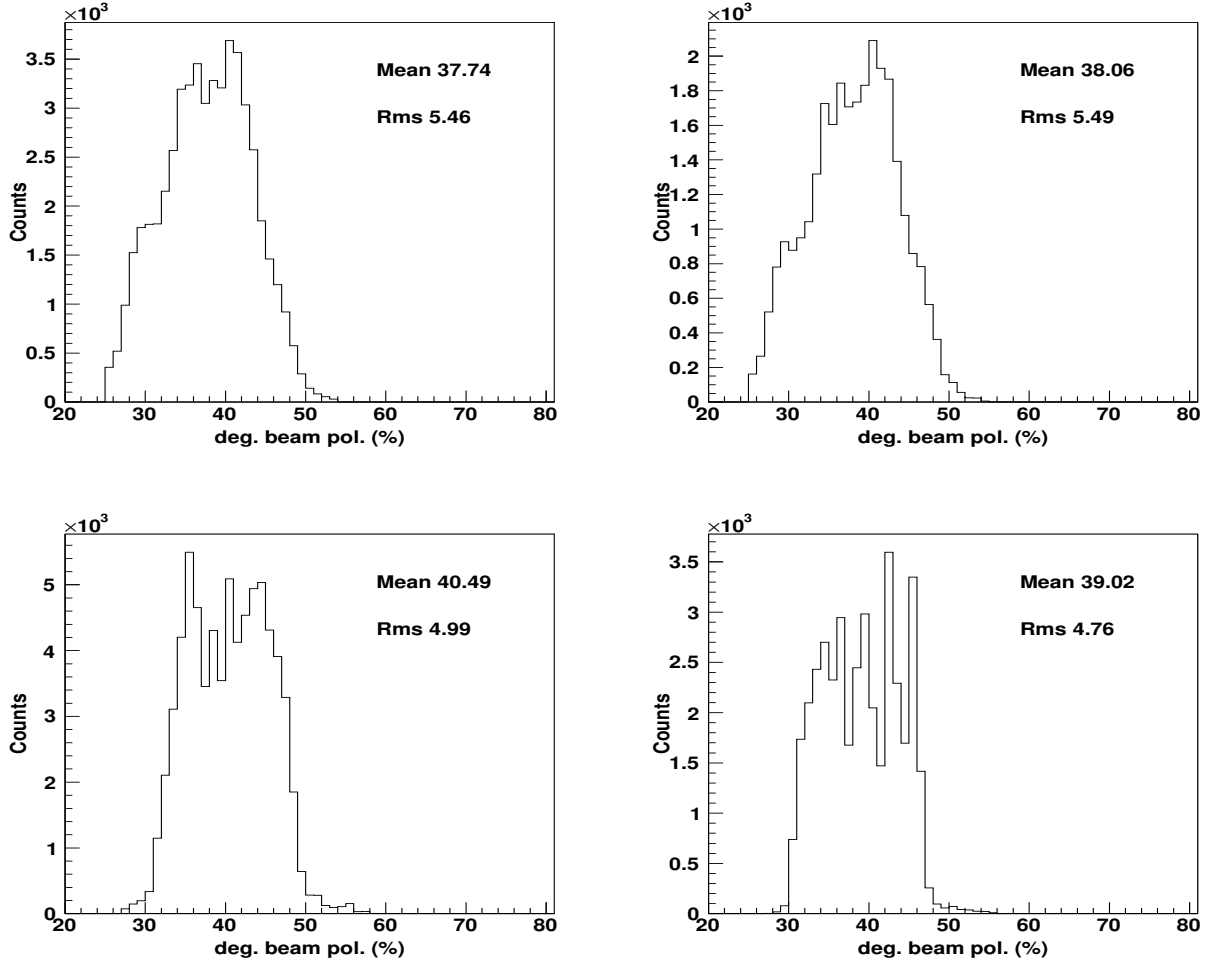 ×10³
Counts
3.5
3
2.5
2
1.5
1
0.5
0
Mean 37.74
Rms 5.46
20 30 40 50 60 70 80
deg. beam pol. (%)
×10³
Counts
2
1.8
1.6
1.4
1.2
1
0.8
0.6
0.4
0.2
0
Mean 38.06
Rms 5.49
20 30 40 50 60 70 80
deg. beam pol. (%)
×10³
Counts
5
4
3
2
1
0
Mean 40.49
Rms 4.99
20 30 40 50 60 70 80
deg. beam pol. (%)
×10³
Counts
3.5
3
2.5
2
1.5
1
0.5
0
Mean 39.02
Rms 4.76
20 30 40 50 60 70 80
deg. beam pol. (%)